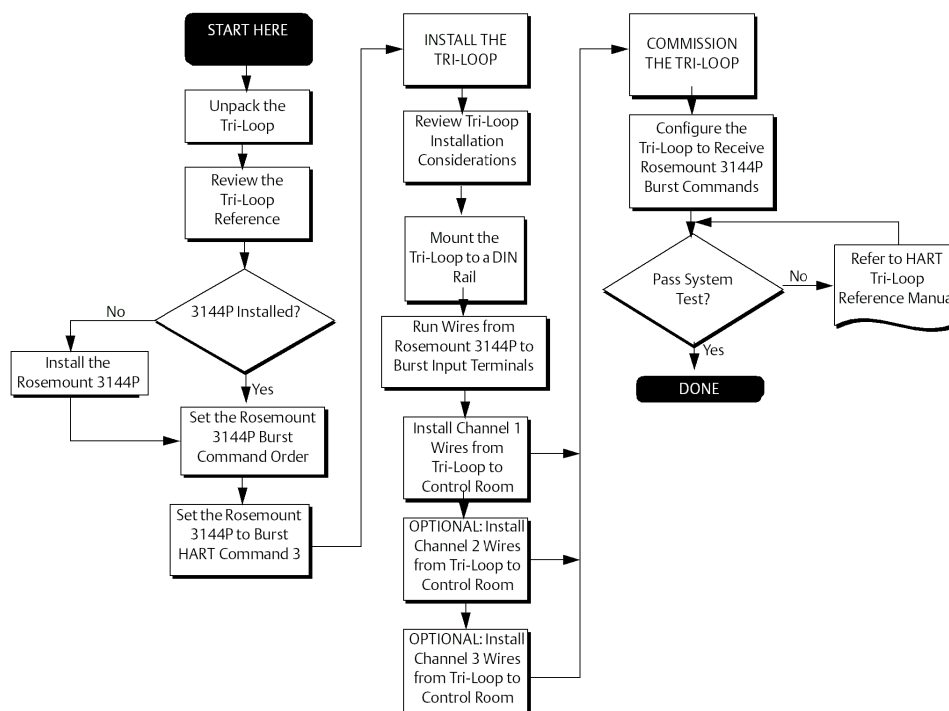 START HERE
Unpack the
Tri-Loop
Review the
Tri-Loop
Reference
3144P Installed?
No
Install the
Rosemount 3144P
Yes
Set the Rosemount
3144P Burst
Command Order
Set the Rosemount
3144P to Burst
HART Command 3
INSTALL THE
TRI-LOOP
Review Tri-Loop
Installation
Considerations
Mount the
Tri-Loop to a DIN
Rail
Run Wires from
Rosemount 3144P to
Burst Input Terminals
Install Channel 1
Wires from
Tri-Loop to
Control Room
OPTIONAL: Install
Channel 2 Wires
from Tri-Loop to
Control Room
OPTIONAL: Install
Channel 3 Wires
from Tri-Loop to
Control Room
COMMISSION
THE TRI-LOOP
Configure the
Tri-Loop to Receive
Rosemount 3144P
Burst Commands
Pass System
Test?
No
Refer to HART
Tri-Loop
Reference Manual
Yes
DONE